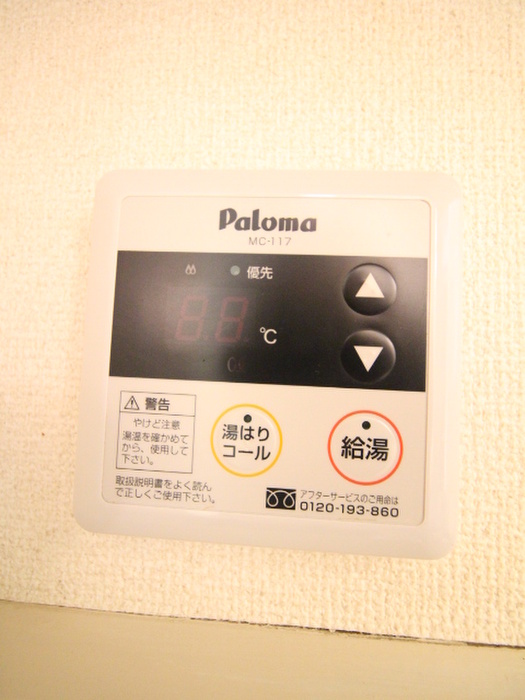 Paloma
MC-117
優先
℃
警告
やけど注意
湯温を確かめて
から、使用して
下さい。
取扱説明書をよく読ん
で正しくご使用下さい。
湯はり
コール
給湯
アフターサービスのご用命は
0120-193-860